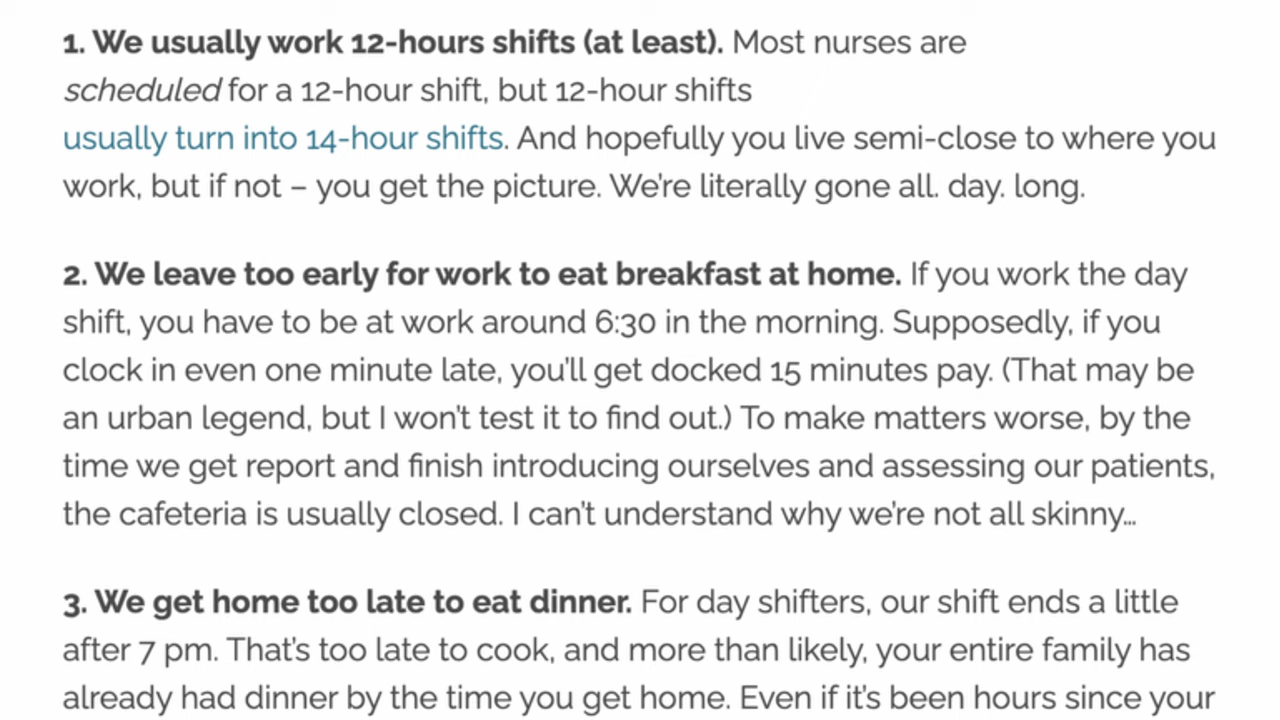 1. We usually work 12-hours shifts (at least). Most nurses are
scheduled for a 12-hour shift, but 12-hour shifts
usually turn into 14-hour shifts. And hopefully you live semi-close to where you
work, but if not – you get the picture. We're literally gone all. day. long.
2. We leave too early for work to eat breakfast at home. If you work the day
shift, you have to be at work around 6:30 in the morning. Supposedly, if you
clock in even one minute late, you'll get docked 15 minutes pay. (That may be
an urban legend, but I won't test it to find out.) To make matters worse, by the
time we get report and finish introducing ourselves and assessing our patients,
the cafeteria is usually closed. I can't understand why we're not all skinny…
3. We get home too late to eat dinner. For day shifters, our shift ends a little
after 7 pm. That's too late to cook, and more than likely, your entire family has
already had dinner by the time you get home. Even if it's been hours since your